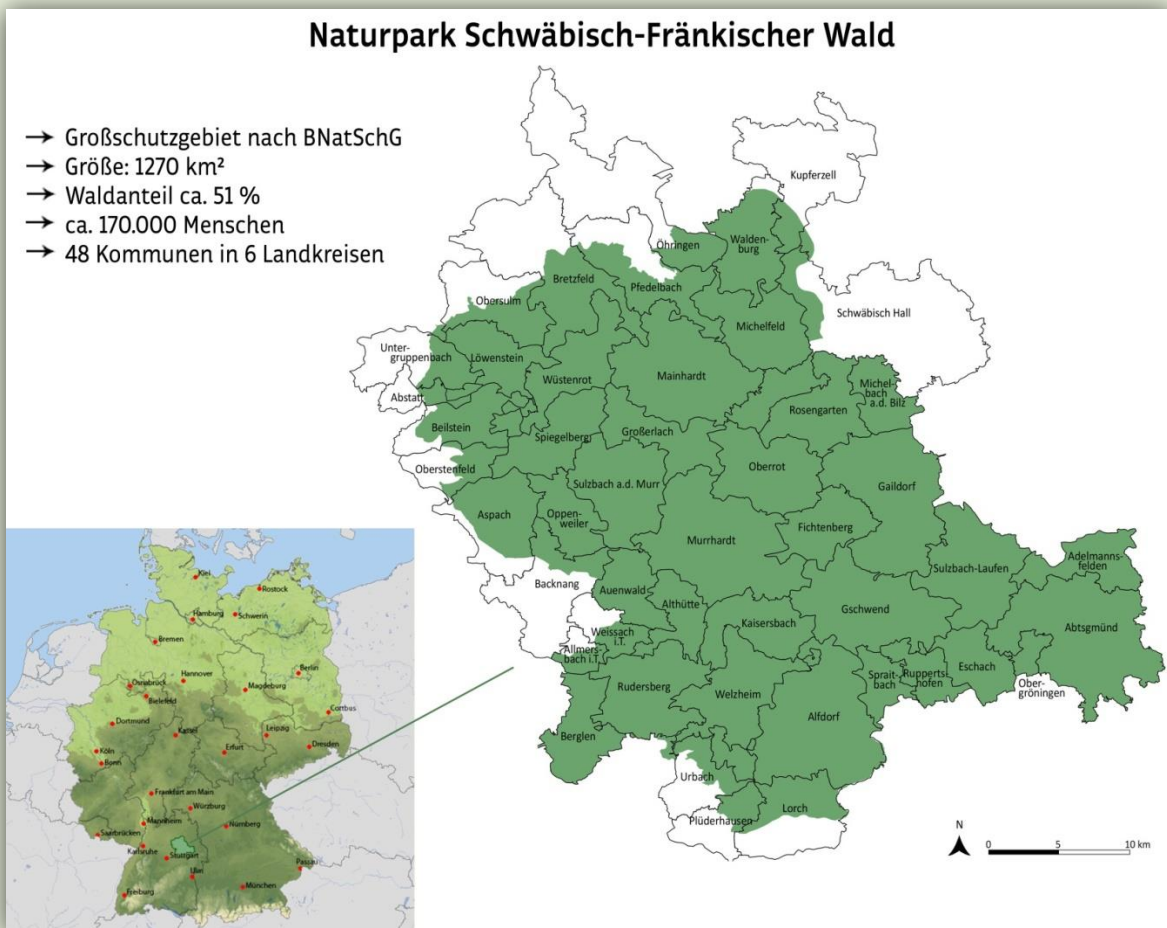 Naturpark Schwäbisch-Fränkischer Wald
→ Großschutzgebiet nach BNatSchG
→ Größe: 1270 km²
→ Waldanteil ca. 51 %
→ ca. 170.000 Menschen
→ 48 Kommunen in 6 Landkreisen
Kupferzell
Öhringen
Walden-
burg
Bretzfeld
Pfedelbach
Obersulm
Schwäbisch Hall
Michelfeld
Unter-
gruppenbach
Löwenstein
Wüstenrot
Mainhardt
Abstatt
Michel-
bach
a.d. Bilz
Rosengarten
Beilstein
Spiegelberg
Großerlach
Oberrot
Oberstenfeld
Sulzbach a.d. Murr
Gaildorf
Aspach
Oppen-
weiler
Murrhardt
Fichtenberg
Sulzbach-Laufen
Adelmanns-
felden
Backnang
Auenwald
Althütte
Gschwend
Kaisersbach
Abtsgmünd
Weissach
i.T.
Allmers-
bach i.T.
Rudersberg
Welzheim
Sprait-
bach
Rupperts-
hofen
Eschach
Ober-
gröningen
Alfdorf
Berglen
Urbach
Lorch
Plüderhausen
N
0 5 10 km
Kiel
Rostock
Hamburg
Schwerin
Bremen
Berlin
Hannover
Osnabrück
Magdeburg
Bielefeld
Cottbus
Dortmund
Kassel
Leipzig
Köln
Erfurt
Dresden
Bonn
Frankfurt am Main
Würzburg
Mannheim
Nürnberg
Saarbrücken
Karlsruhe
Stuttgart
Passau
Ulm
München
Freiburg